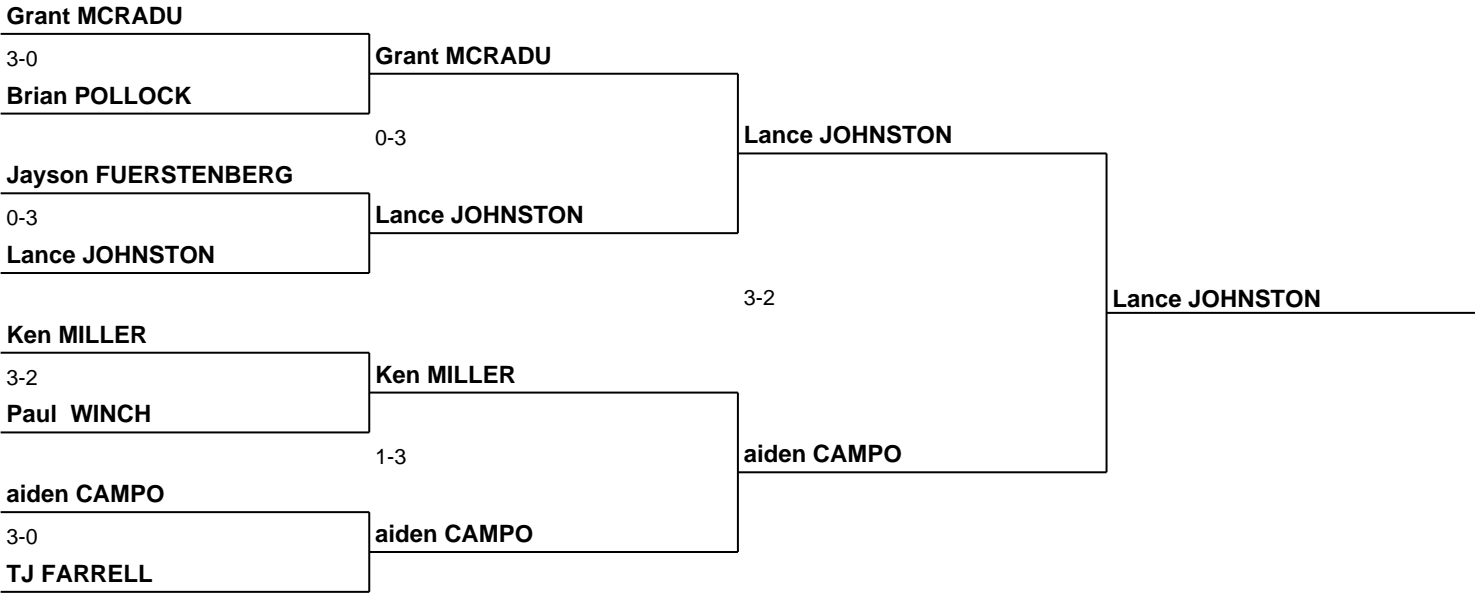 Grant MCRADU
3-0
Brian POLLOCK
Grant MCRADU
0-3
Jayson FUERSTENBERG
0-3
Lance JOHNSTON
Lance JOHNSTON
Lance JOHNSTON
3-2
Lance JOHNSTON
Ken MILLER
3-2
Paul  WINCH
Ken MILLER
1-3
aiden CAMPO
3-0
TJ FARRELL
aiden CAMPO
aiden CAMPO